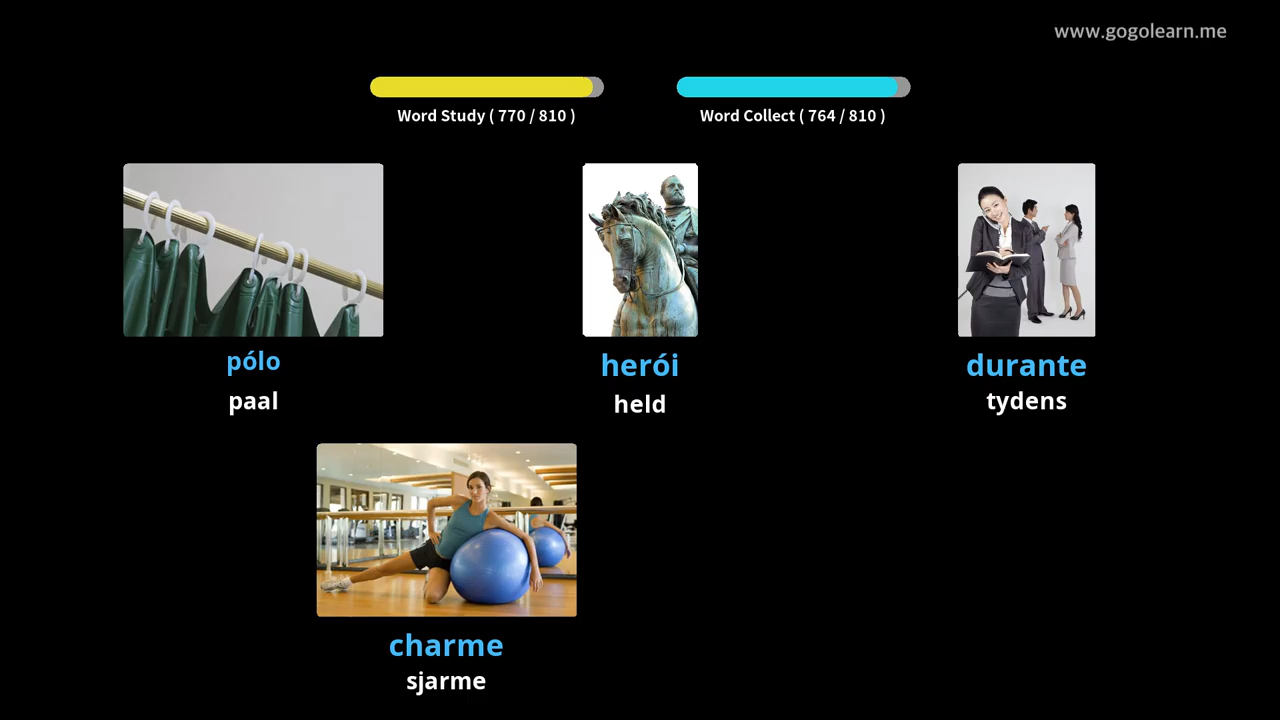 www.gogolearn.me
Word Study ( 770 / 810 )
Word Collect ( 764 / 810 )
pólo
paal
herói
held
durante
tydens
charme
sjarme